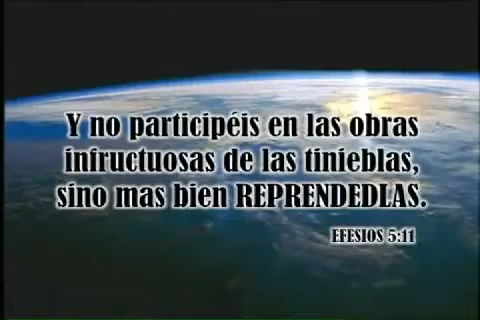 Y no participéis en las obras
infructuosas de las tinieblas,
sino mas bien REPRENDEDLAS.
EFESIOS 5:11